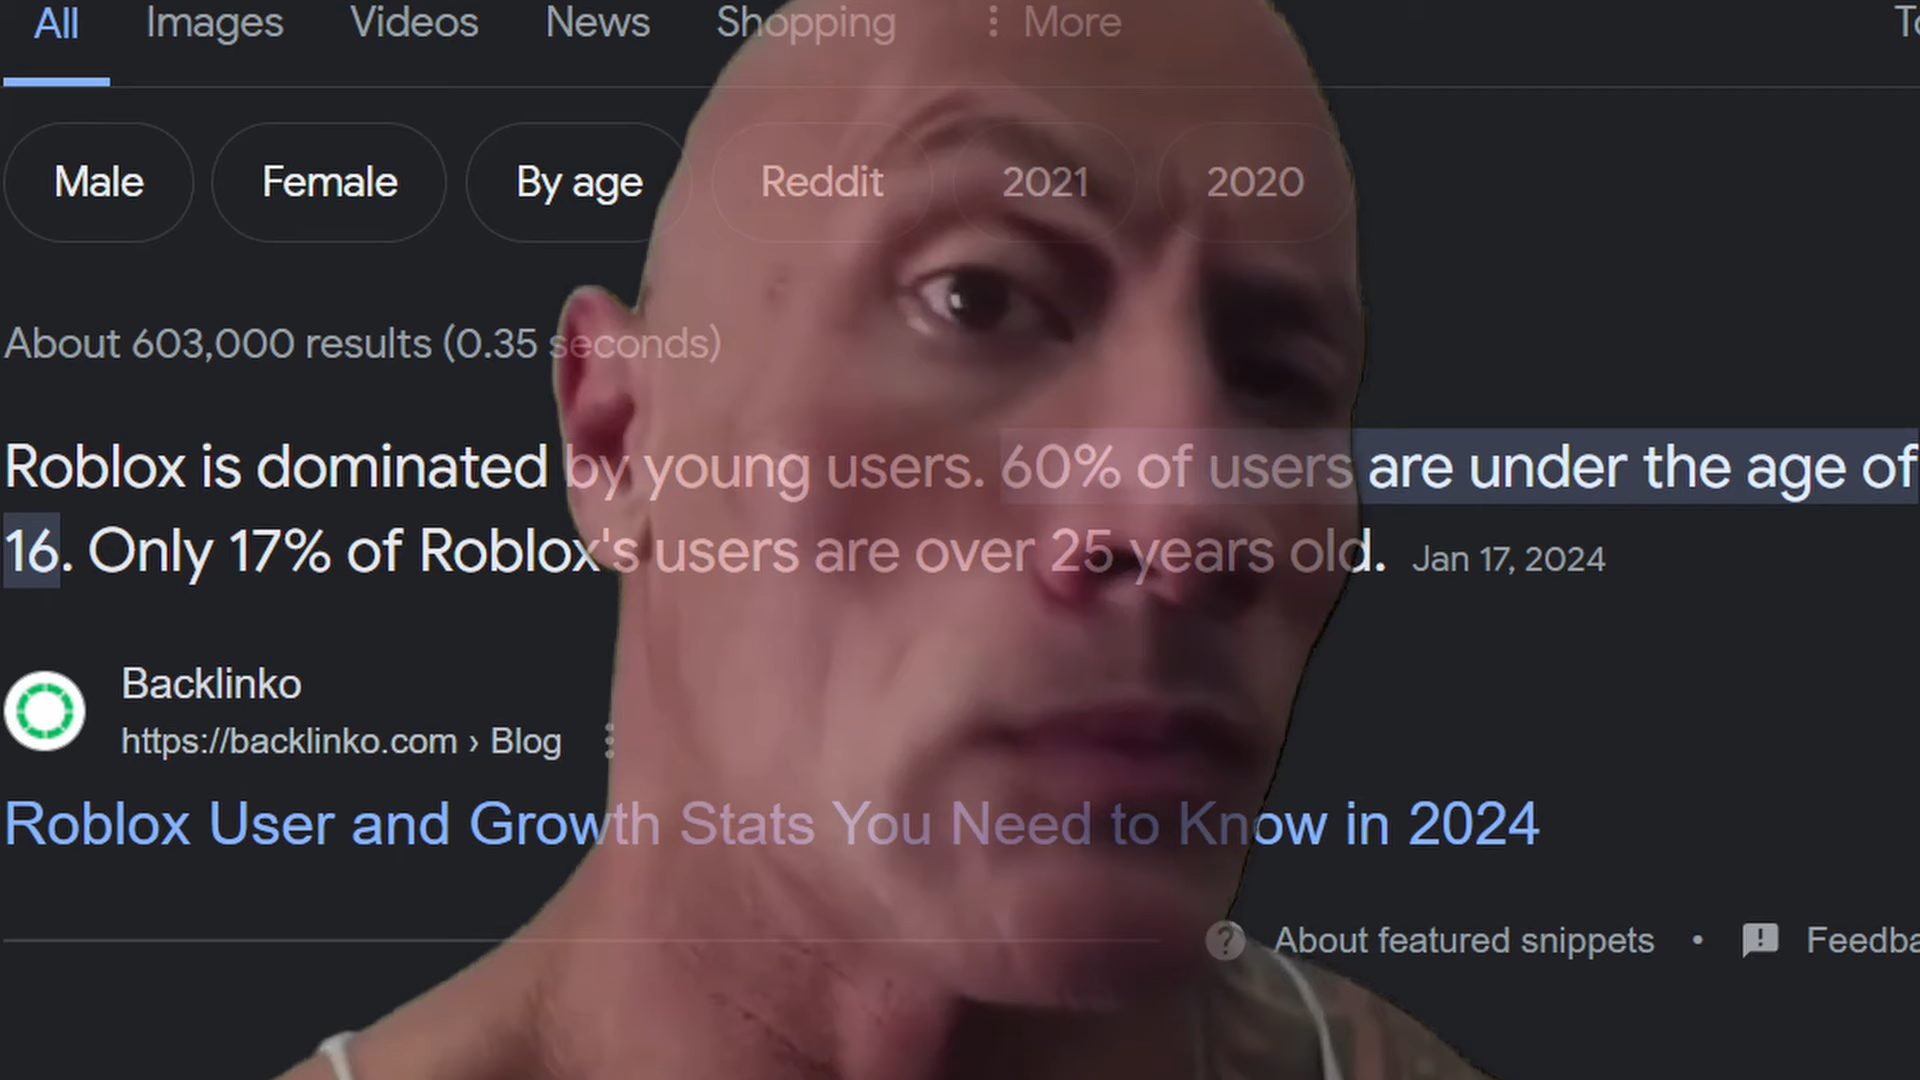 All Images Videos News Shopping More
Male Female By age Reddit 2021 2020
About 603,000 results (0.35 seconds)
Roblox is dominated by young users. 60% of users are under the age of
16. Only 17% of Roblox's users are over 25 years old. Jan 17, 2024
Backlinko
https://backlinko.com › Blog
Roblox User and Growth Stats You Need to Know in 2024
About featured snippets • Feedba